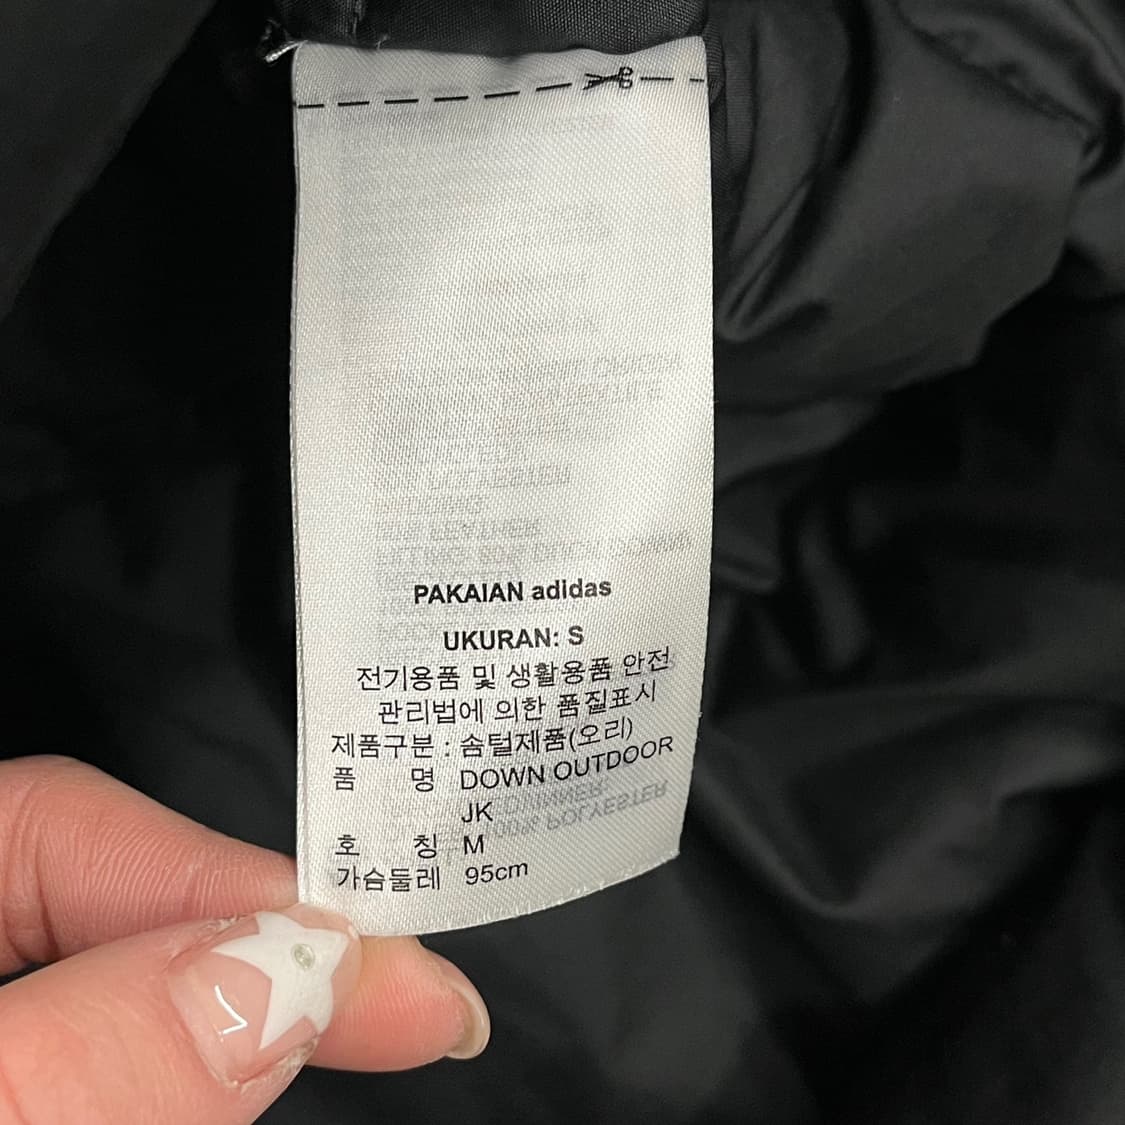 PAKAIAN adidas
UKURAN: S
전기용품 및 생활용품 안전
관리법에 의한 품질표시
제품구분 : 솜털제품(오리)
품 명 DOWN OUTDOOR
JK
호 칭 M
가슴둘레 95cm